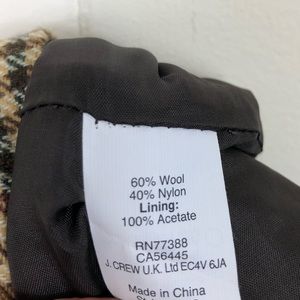 60% Wool
40% Nylon
Lining:
100% Acetate
RN77388
CA56445
J. CREW U.K. Ltd EC4V 6JA
Made in China